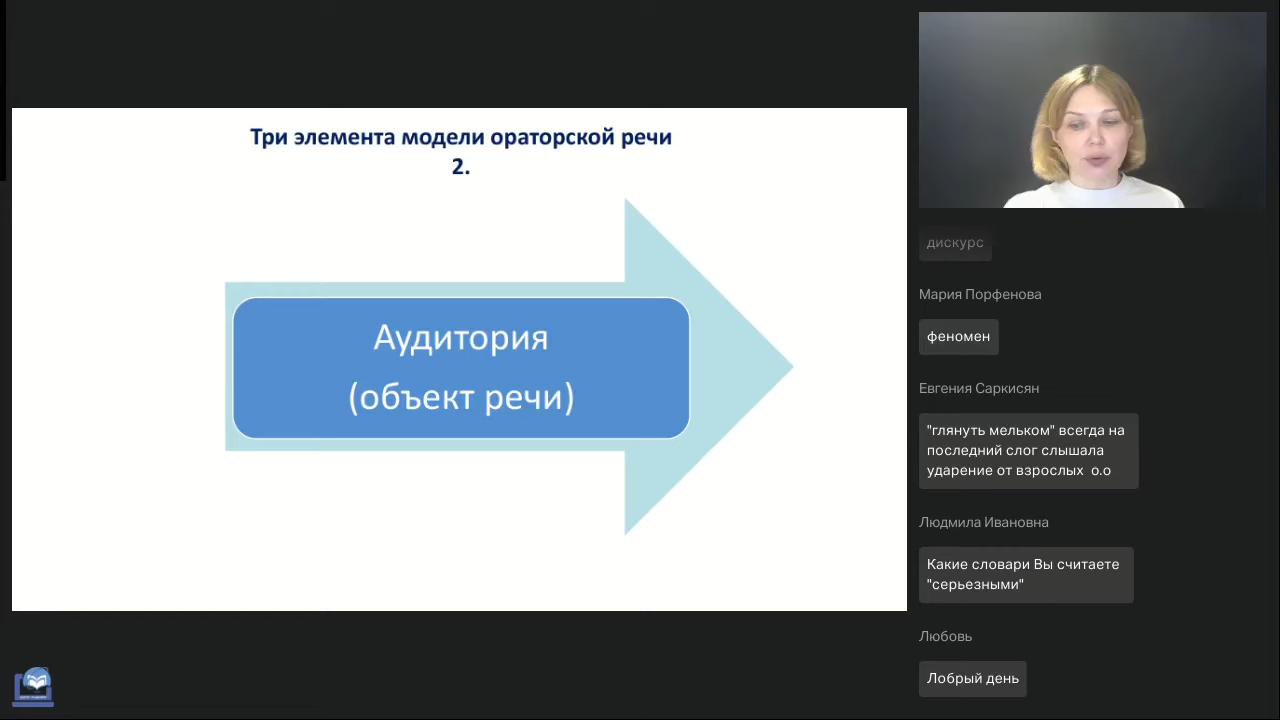 Три элемента модели ораторской речи
2.
Аудитория
(объект речи)
дискурс
Мария Порфенова
феномен
Евгения Саркисян
"глянуть мельком" всегда на
последний слог слышала
ударение от взрослых о.о
Людмила Ивановна
Какие словари Вы считаете
"серьезными"
Любовь
Лобрый день